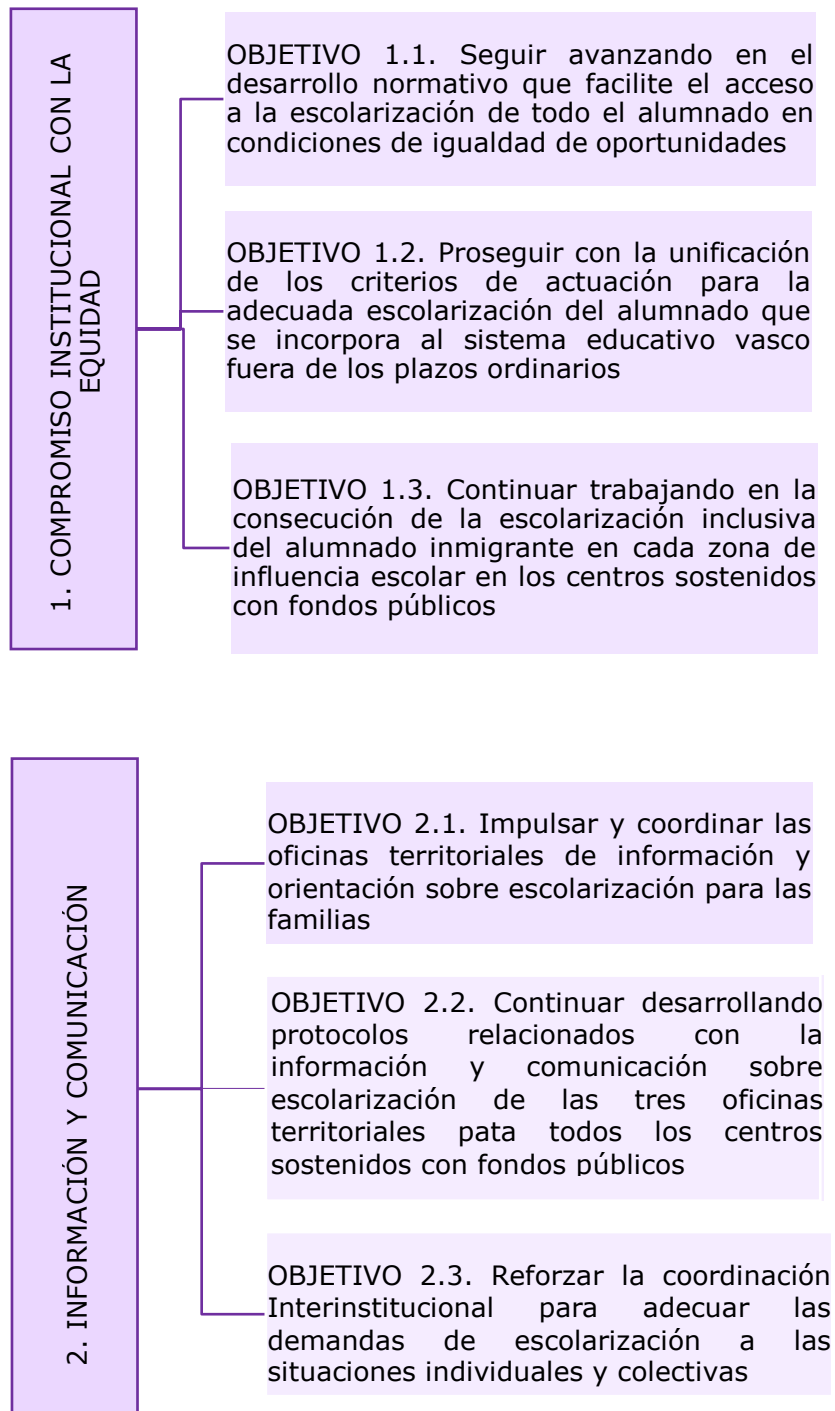 1. COMPROMISO INSTITUCIONAL CON LA
EQUIDAD
OBJETIVO 1.1. Seguir avanzando en el
desarrollo normativo que facilite el acceso
a la escolarización de todo el alumnado en
condiciones de igualdad de oportunidades
OBJETIVO 1.2. Proseguir con la unificación
de los criterios de actuación para la
adecuada escolarización del alumnado que
se incorpora al sistema educativo vasco
fuera de los plazos ordinarios
OBJETIVO 1.3. Continuar trabajando en la
consecución de la escolarización inclusiva
del alumnado inmigrante en cada zona de
influencia escolar en los centros sostenidos
con fondos públicos
2. INFORMACIÓN Y COMUNICACIÓN
OBJETIVO 2.1. Impulsar y coordinar las
oficinas territoriales de información y
orientación sobre escolarización para las
familias
OBJETIVO 2.2. Continuar desarrollando
protocolos relacionados con la
información y comunicación sobre
escolarización de las tres oficinas
territoriales pata todos los centros
sostenidos con fondos públicos
OBJETIVO 2.3. Reforzar la coordinación
Interinstitucional para adecuar las
demandas de escolarización a las
situaciones individuales y colectivas